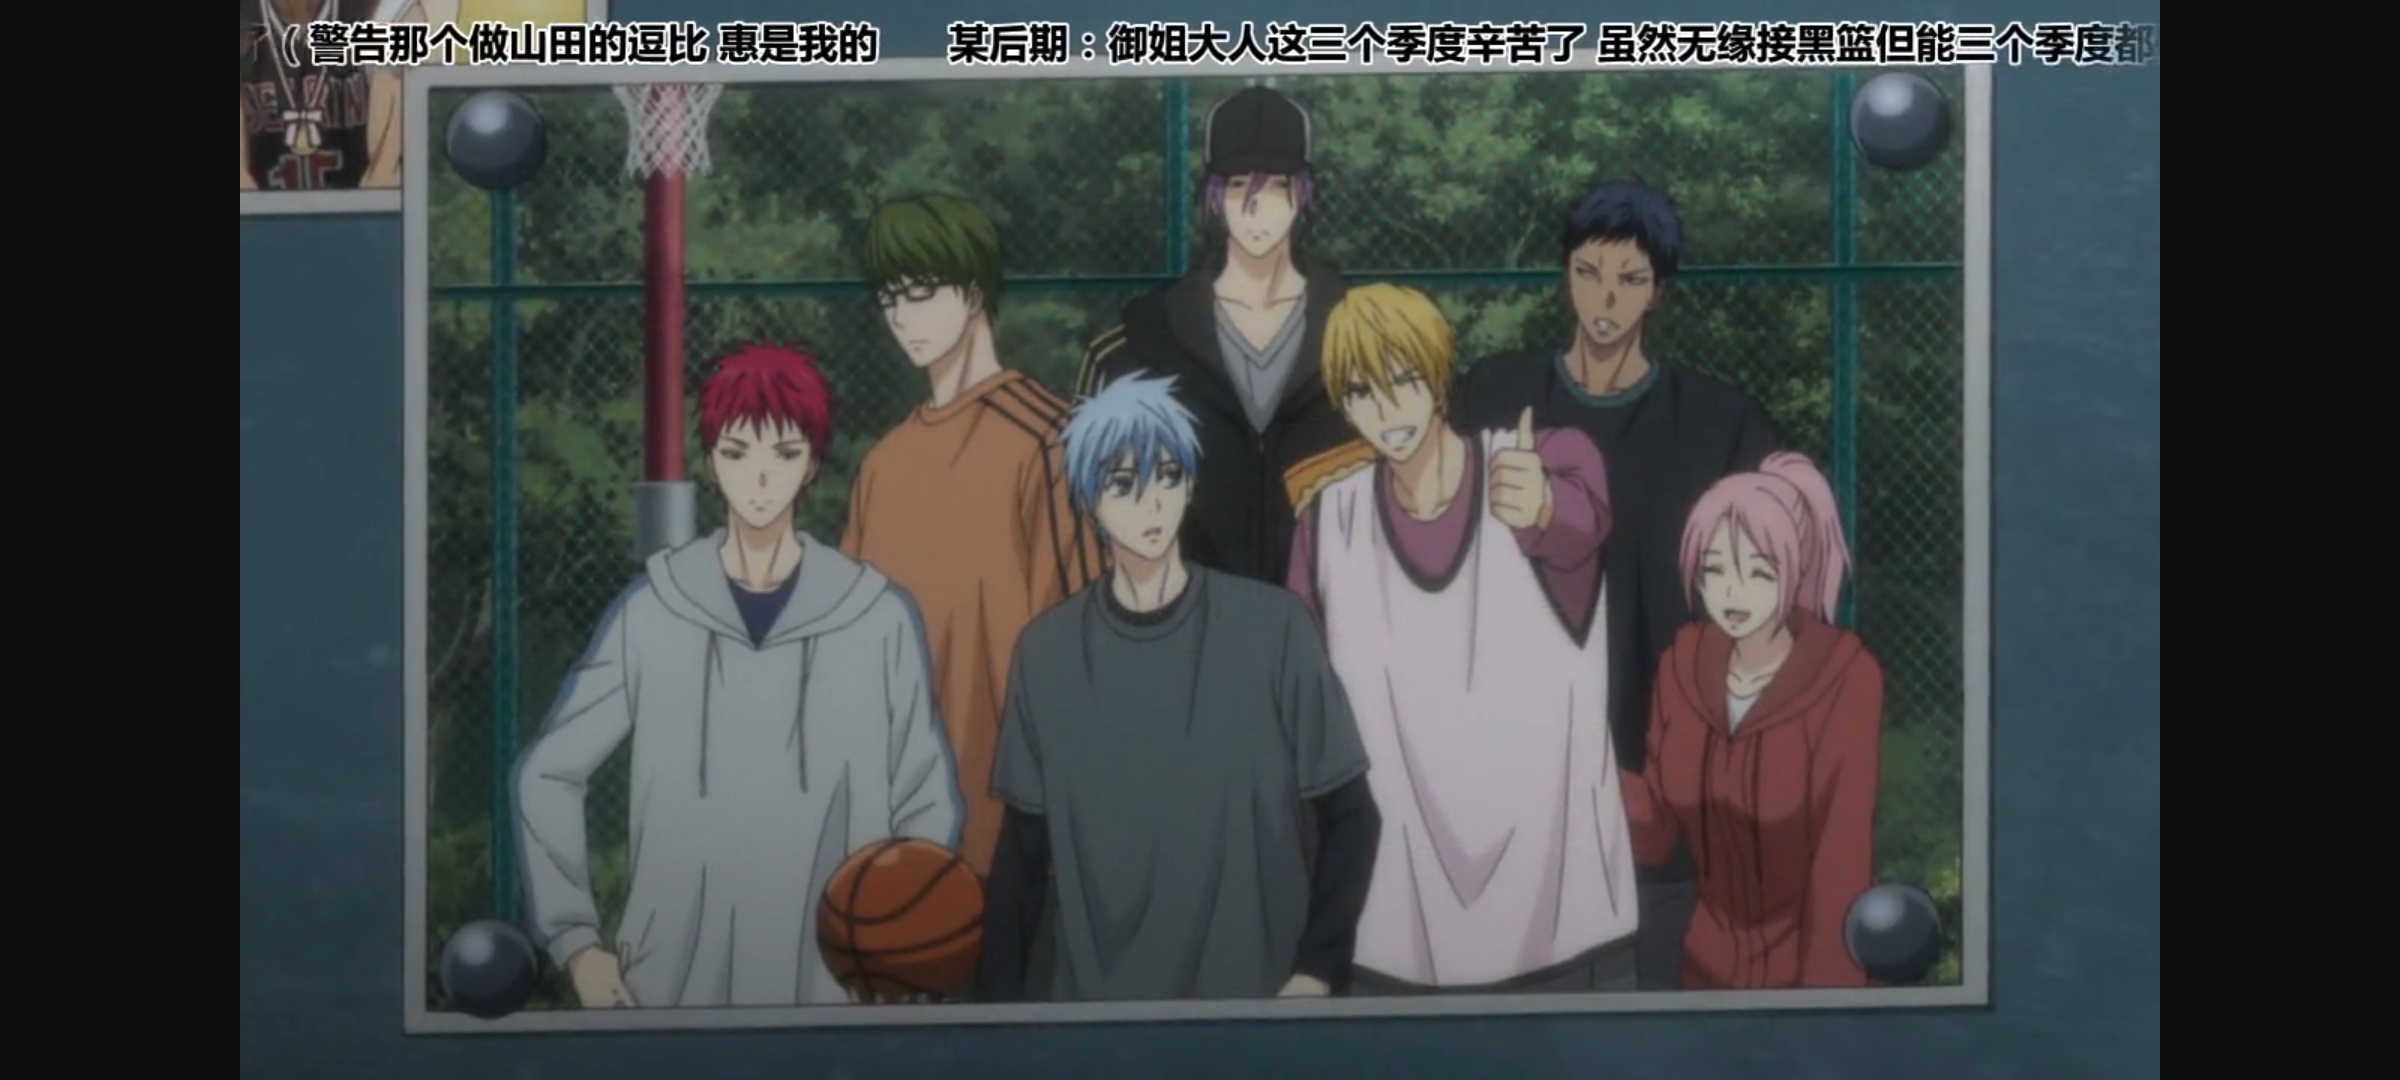 了（警告那个做山田的逗比 惠是我的
某后期：御姐大人这三个季度辛苦了 虽然无缘接黑篮但能三个季度都